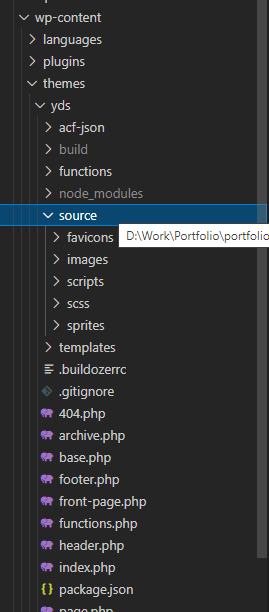 wp-content
languages
plugins
themes
yds
acf-json
build
functions
node_modules
source
favicons D:\Work\Portfolio\portfolio
images
scripts
scss
sprites
templates
.buildozerrc
.gitignore
404.php
archive.php
base.php
footer.php
front-page.php
functions.php
header.php
index.php
{} package.json
page.php